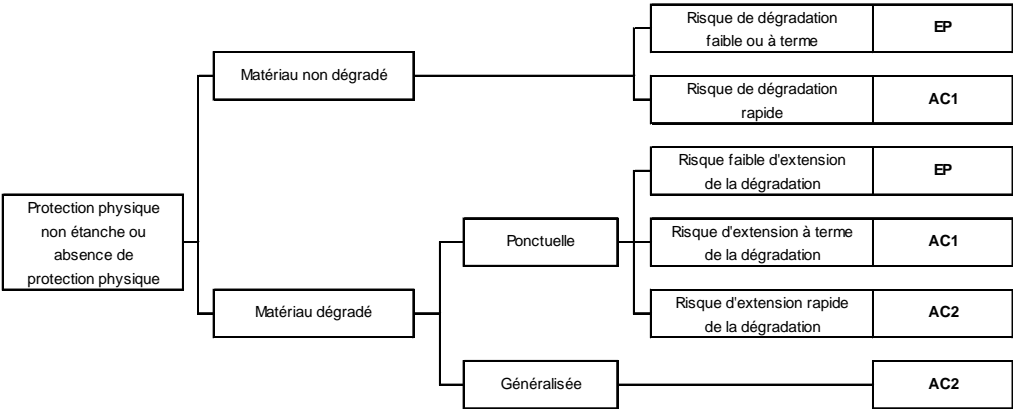 Risque de dégradation
faible ou à terme
EP
Matériau non dégradé
Risque de dégradation
rapide
AC1
Risque faible d'extension
de la dégradation
EP
Protection physique
non étanche ou
absence de
protection physique
Ponctuelle
Risque d'extension à terme
de la dégradation
AC1
Matériau dégradé
Risque d'extension rapide
de la dégradation
AC2
Généralisée
AC2